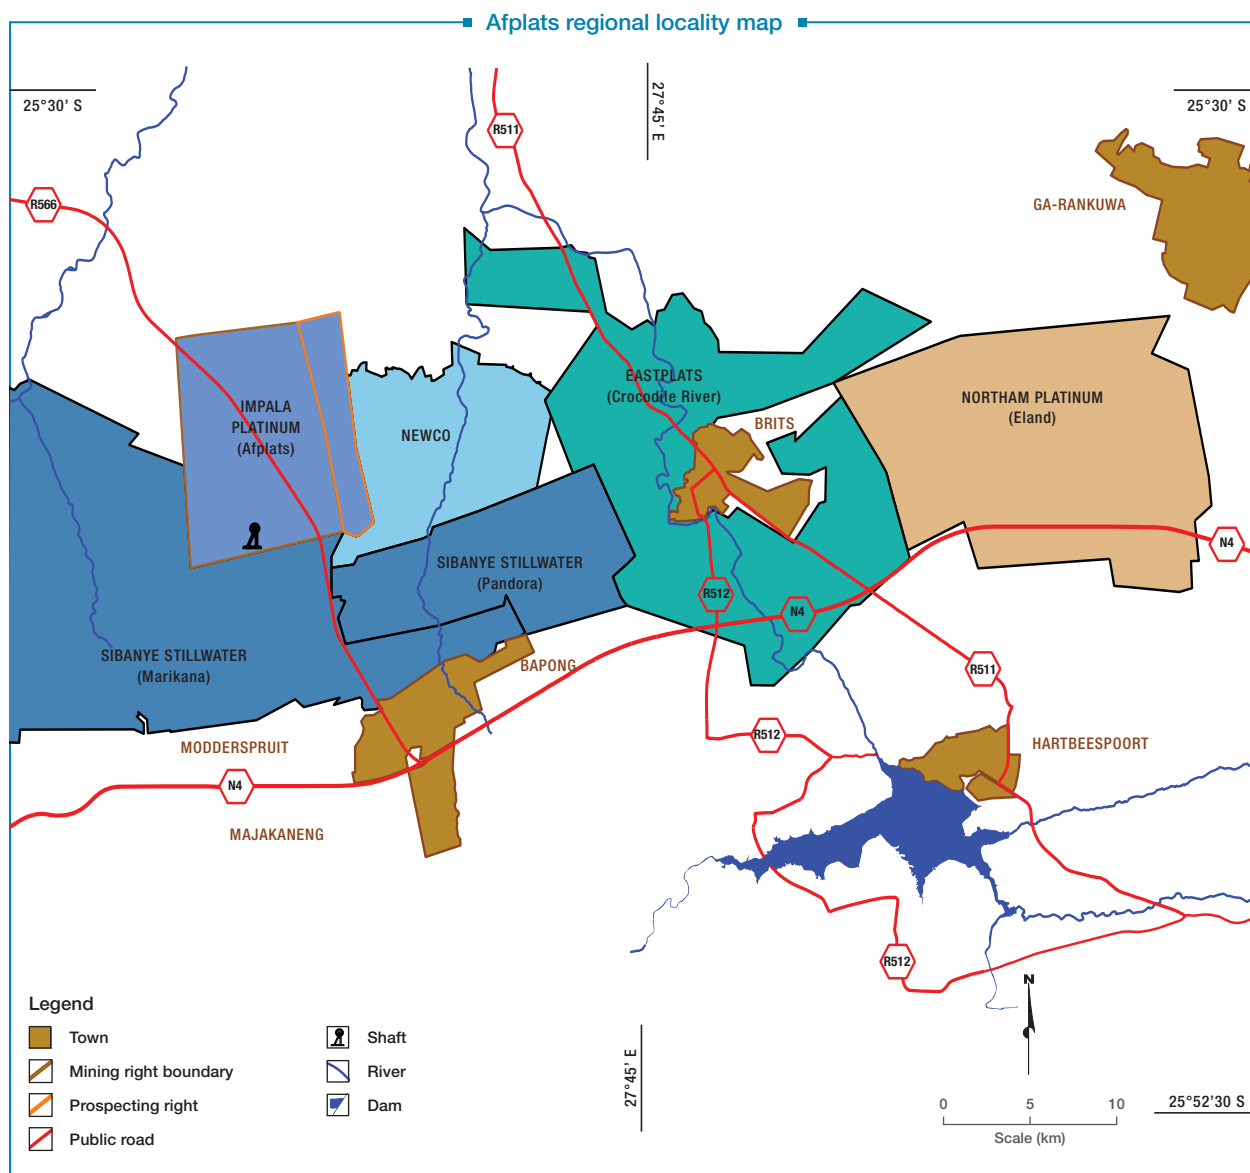 Afplats regional locality map
25°30' S
27°45' E
25°30' S
R511
R566
GA-RANKUWA
IMPALA
PLATINUM
(Afplats)
NEWCO
EASTPLATS
(Crocodile River)
BRITS
NORTHAM PLATINUM
(Eland)
N4
SIBANYE STILLWATER
(Pandora)
R512
N4
SIBANYE STILLWATER
(Marikana)
BAPONG
R511
MODDERSPRUIT
R512
HARTBEESPOORT
N4
MAJAKANENG
R512
N
Legend
Town
Mining right boundary
Prospecting right
Public road
Shaft
River
Dam
27°45' E
0 5 10
Scale (km)
25°52'30 S